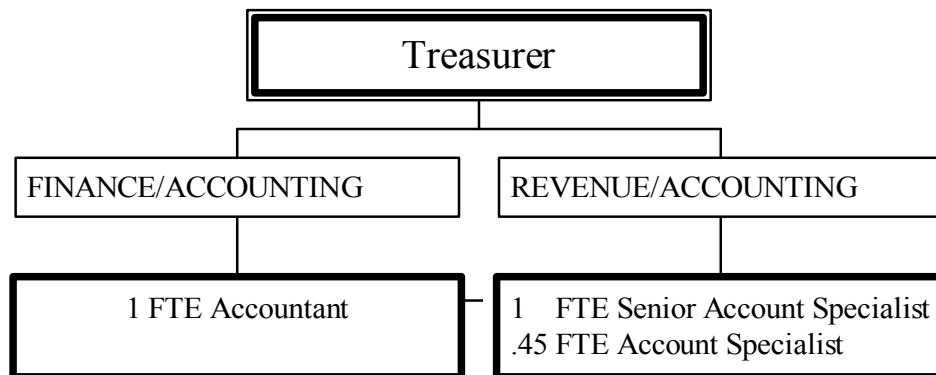 Treasurer
FINANCE/ACCOUNTING
REVENUE/ACCOUNTING
1 FTE Accountant
1 FTE Senior Account Specialist
.45 FTE Account Specialist